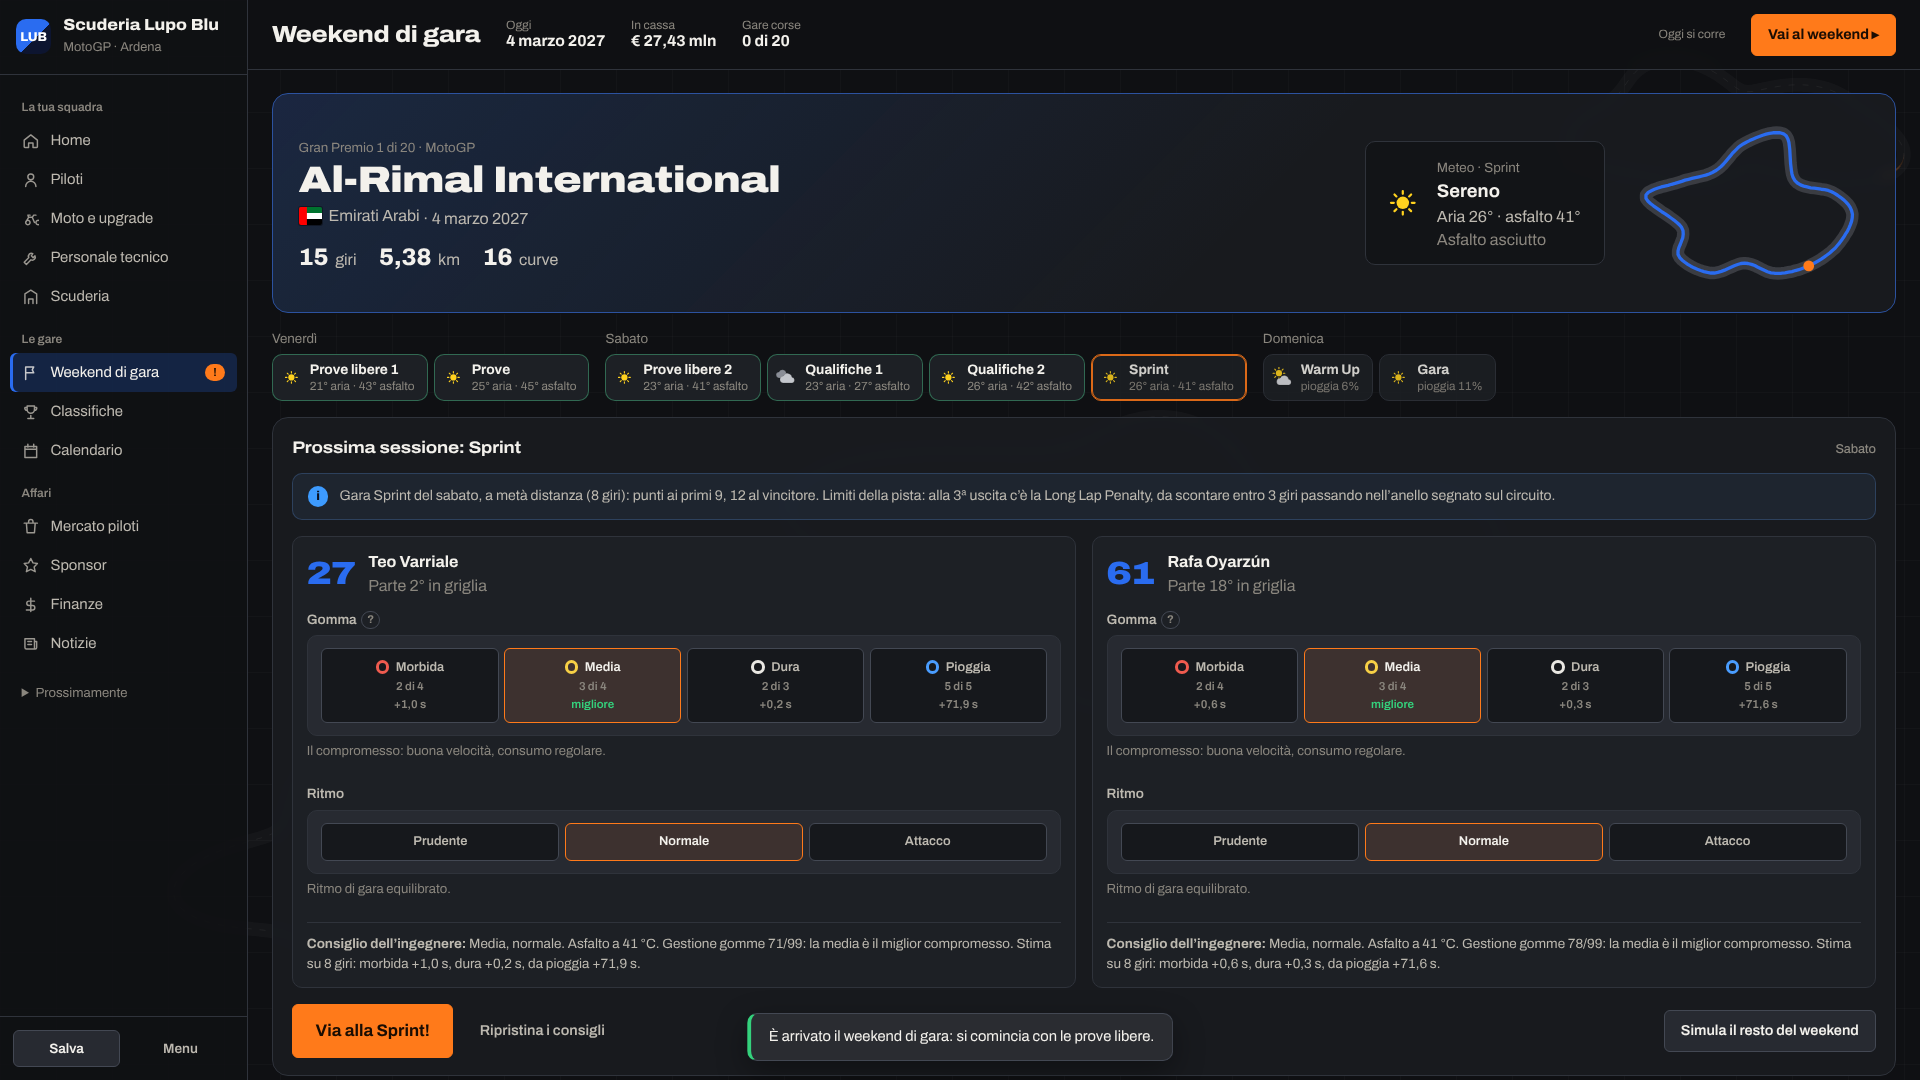 LUB
Scuderia Lupo Blu
MotoGP · Ardena
La tua squadra
Home
Piloti
Moto e upgrade
Personale tecnico
Scuderia
Le gare
Weekend di gara
!
Classifiche
Calendario
Affari
Mercato piloti
Sponsor
Finanze
Notizie
Prossimamente
Salva
Menu
Weekend di gara
Oggi
4 marzo 2027
In cassa
€ 27,43 mln
Gare corse
0 di 20
Oggi si corre
Vai al weekend ▸
Gran Premio 1 di 20 · MotoGP
Al-Rimal International
Emirati Arabi · 4 marzo 2027
15 giri 5,38 km 16 curve
Meteo · Sprint
Sereno
Aria 26° · asfalto 41°
Asfalto asciutto
Venerdì
Prove libere 1
21° aria · 43° asfalto
Prove
25° aria · 45° asfalto
Sabato
Prove libere 2
23° aria · 41° asfalto
Qualifiche 1
23° aria · 27° asfalto
Qualifiche 2
26° aria · 42° asfalto
Sprint
26° aria · 41° asfalto
Domenica
Warm Up
pioggia 6%
Gara
pioggia 11%
Prossima sessione: Sprint
Sabato
i
Gara Sprint del sabato, a metà distanza (8 giri): punti ai primi 9, 12 al vincitore. Limiti della pista: alla 3ª uscita c’è la Long Lap Penalty, da scontare entro 3 giri passando nell’anello segnato sul circuito.
27
Teo Varriale
Parte 2° in griglia
Gomma ?
Morbida
2 di 4
+1,0 s
Media
3 di 4
migliore
Dura
2 di 3
+0,2 s
Pioggia
5 di 5
+71,9 s
Il compromesso: buona velocità, consumo regolare.
Ritmo
Prudente
Normale
Attacco
Ritmo di gara equilibrato.
Consiglio dell’ingegnere: Media, normale. Asfalto a 41 °C. Gestione gomme 71/99: la media è il miglior compromesso. Stima
su 8 giri: morbida +1,0 s, dura +0,2 s, da pioggia +71,9 s.
61
Rafa Oyarzún
Parte 18° in griglia
Gomma ?
Morbida
2 di 4
+0,6 s
Media
3 di 4
migliore
Dura
2 di 3
+0,3 s
Pioggia
5 di 5
+71,6 s
Il compromesso: buona velocità, consumo regolare.
Ritmo
Prudente
Normale
Attacco
Ritmo di gara equilibrato.
Consiglio dell’ingegnere: Media, normale. Asfalto a 41 °C. Gestione gomme 78/99: la media è il miglior compromesso. Stima
su 8 giri: morbida +0,6 s, dura +0,3 s, da pioggia +71,6 s.
Via alla Sprint!
Ripristina i consigli
È arrivato il weekend di gara: si comincia con le prove libere.
Simula il resto del weekend